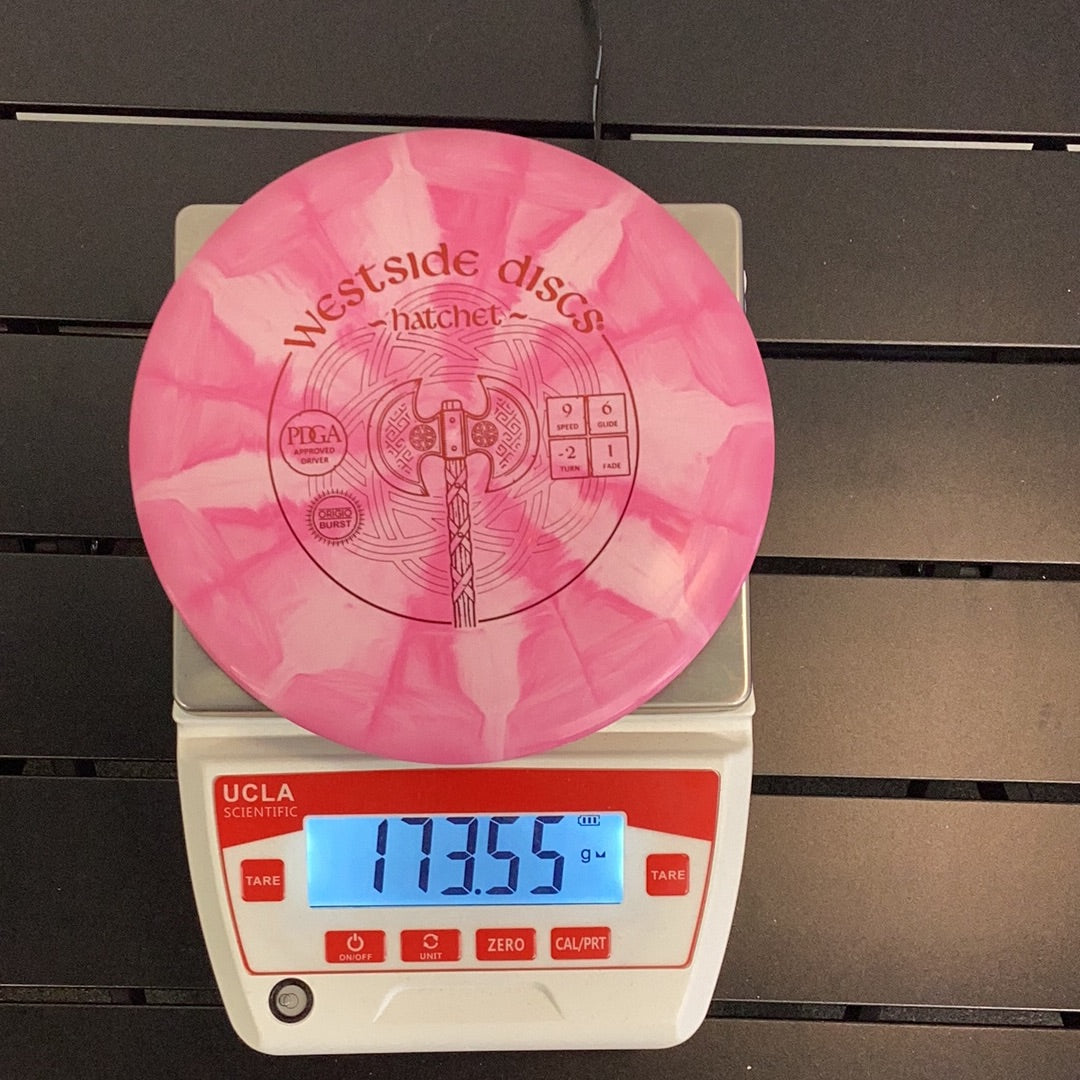 westside discs
~hatchet~
PDGA
APPROVED
DRIVER
ORIGIO
BURST
9
SPEED
6
GLIDE
-2
TURN
1
FADE
UCLA
SCIENTIFIC
173.55 g
TARE
TARE
ON/OFF
UNIT
ZERO
CAL/PRT